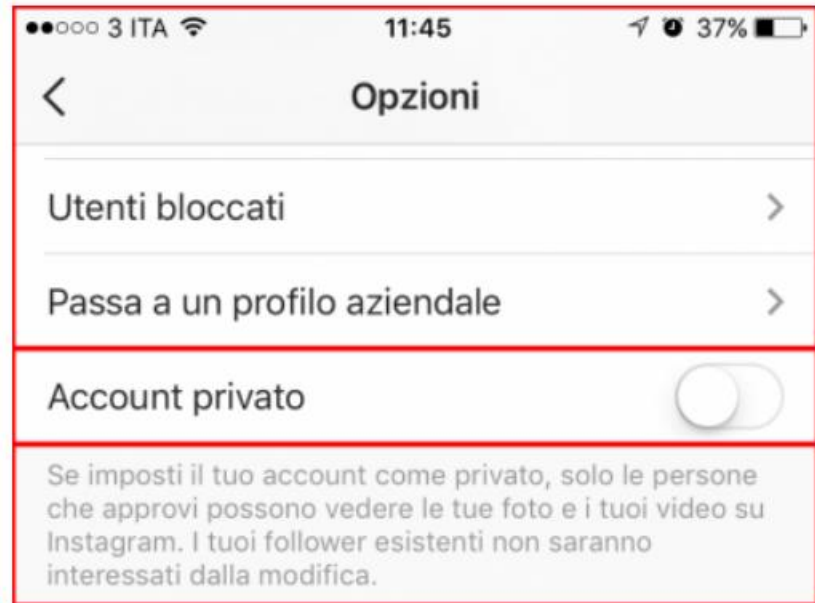 3 ITA 11:45 37%
Opzioni
Utenti bloccati
Passa a un profilo aziendale
Account privato
Se imposti il tuo account come privato, solo le persone
che approvi possono vedere le tue foto e i tuoi video su
Instagram. I tuoi follower esistenti non saranno
interessati dalla modifica.